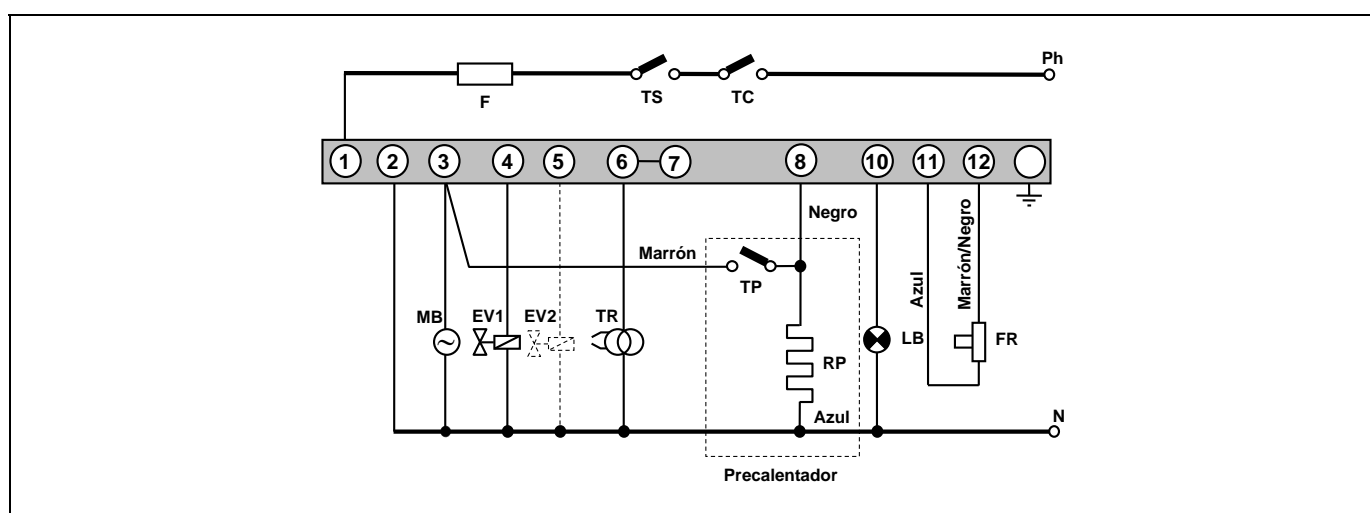 Ph
F
TS
TC
1 2 3 4 5 6 7 8 10 11 12
Negro
Marrón
Azul
Marrón/Negro
TP
MB
EV1
EV2
TR
RP
LB
FR
Azul
N
Precalentador